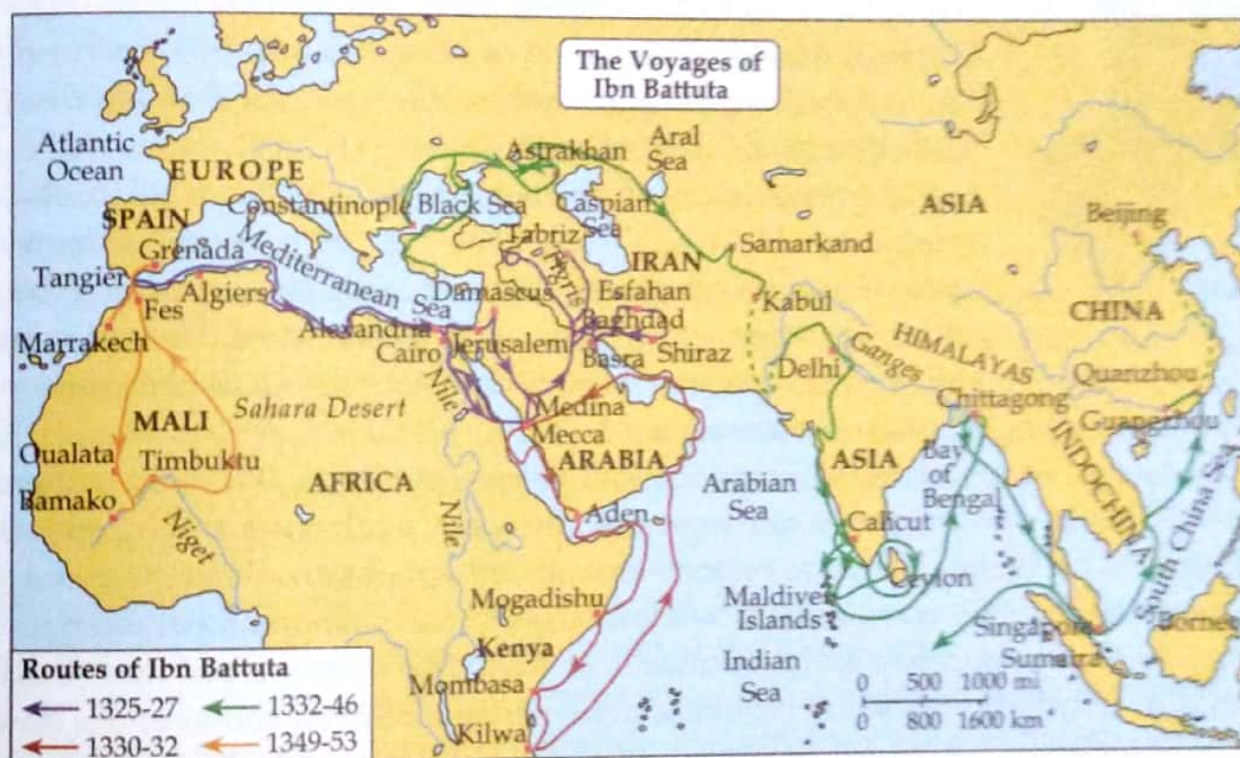 The Voyages of
Ibn Battuta
Atlantic
Ocean
EUROPE
Astrakhan
Aral
Sea
SPAIN
Constantinople
Black Sea
Caspian
Sea
ASIA
Beijing
Grenada
Mediterranean Sea
Tabriz
Tigris
IRAN
Samarkand
Tangier
Algiers
Damascus
Esfahan
Kabul
CHINA
Fes
Alexandria
Baghdad
Marrakech
Cairo
Jerusalem
Basra
Shiraz
Delhi
Ganges
HIMALAYAS
Quanzhou
Nile
Chittagong
Sahara Desert
Medina
Guangzhou
MALI
Mecca
INDOCHINA
Oualata
Timbuktu
AFRICA
ARABIA
ASIA
Bay
of
Bengal
Arabian
Sea
Bamako
Niget
Nile
Aden
Calicut
South China Sea
Ceylon
Mogadishu
Maldive
Islands
Singapore
Borneo
Kenya
Sumatra
Indian
Sea
Mombasa
Kilwa
0 500 1000 mi
0 800 1600 km
Routes of Ibn Battuta
1325-27
1332-46
1330-32
1349-53